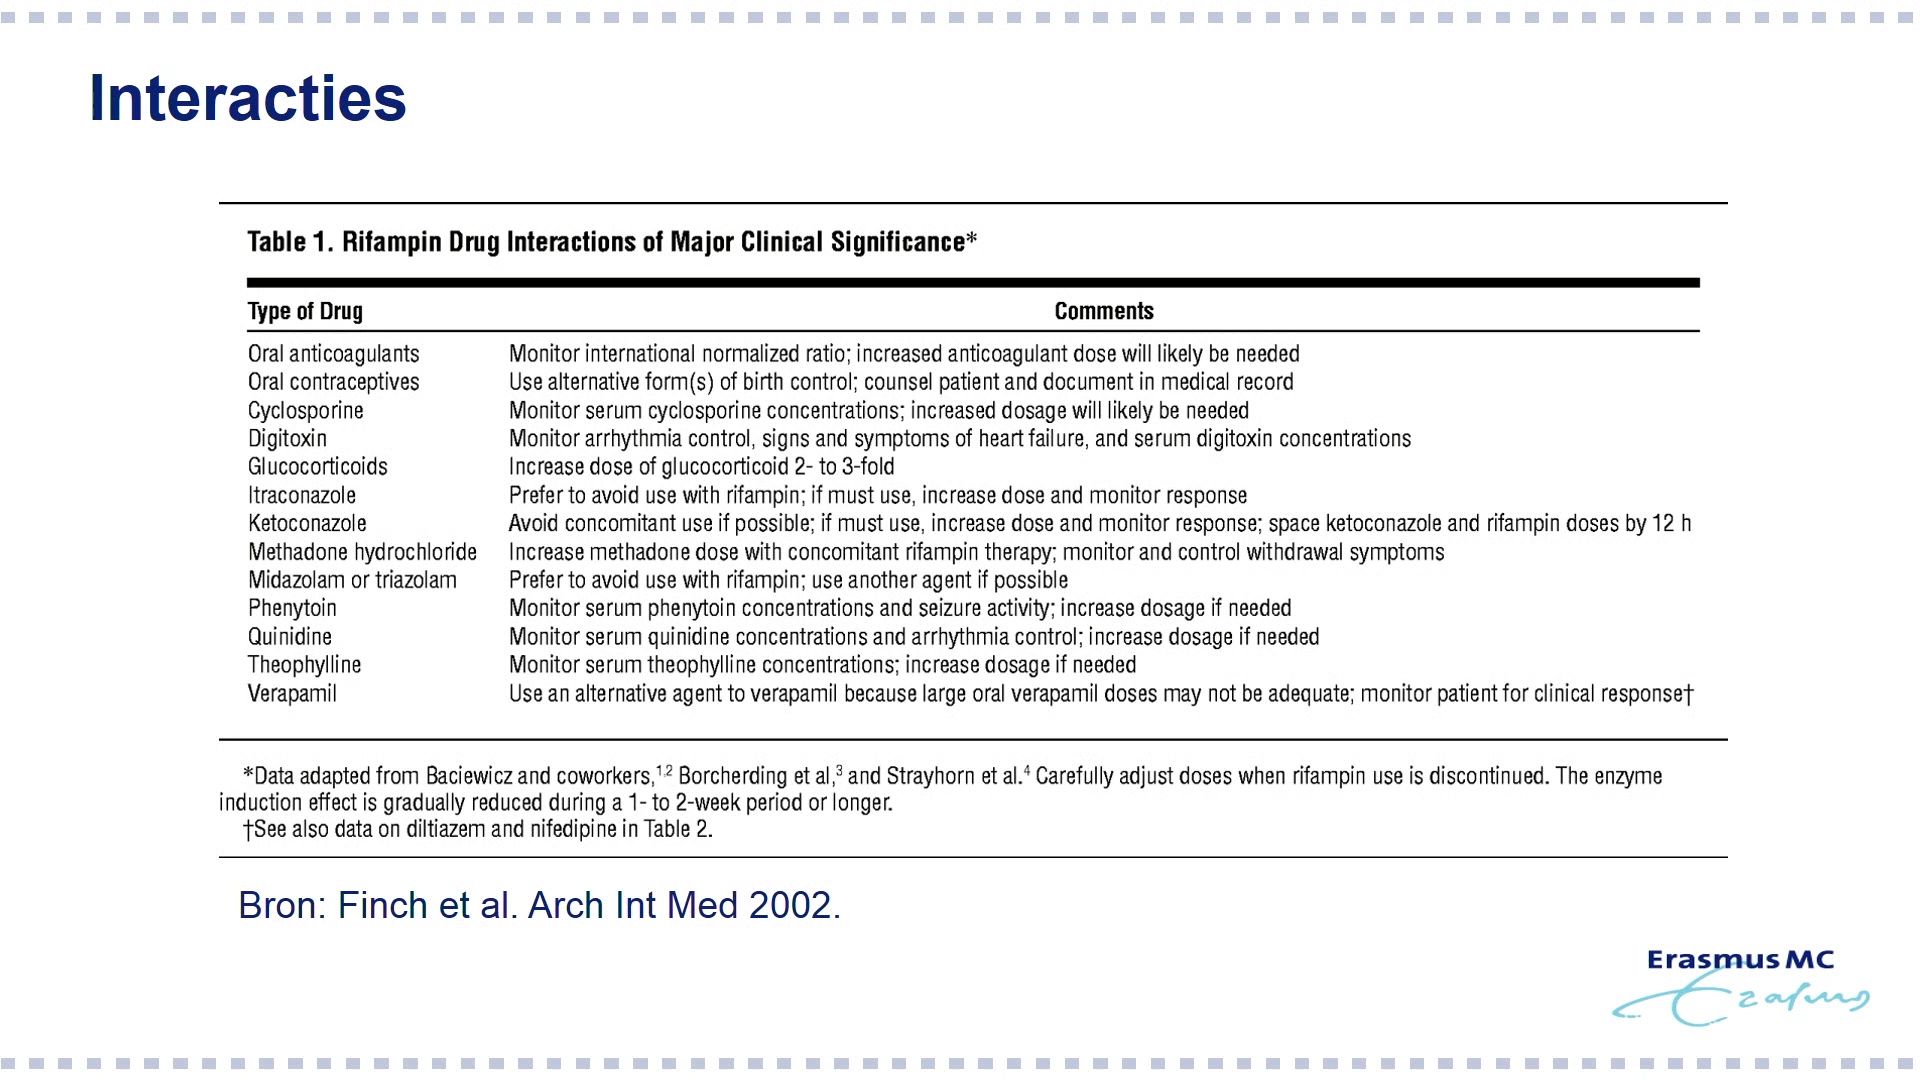 Interacties
Table 1. Rifampin Drug Interactions of Major Clinical Significance*
Type of Drug Comments
Oral anticoagulants Monitor international normalized ratio; increased anticoagulant dose will likely be needed
Oral contraceptives Use alternative form(s) of birth control; counsel patient and document in medical record
Cyclosporine Monitor serum cyclosporine concentrations; increased dosage will likely be needed
Digitoxin Monitor arrhythmia control, signs and symptoms of heart failure, and serum digitoxin concentrations
Glucocorticoids Increase dose of glucocorticoid 2- to 3-fold
Itraconazole Prefer to avoid use with rifampin; if must use, increase dose and monitor response
Ketoconazole Avoid concomitant use if possible; if must use, increase dose and monitor response; space ketoconazole and rifampin doses by 12 h
Methadone hydrochloride Increase methadone dose with concomitant rifampin therapy; monitor and control withdrawal symptoms
Midazolam or triazolam Prefer to avoid use with rifampin; use another agent if possible
Phenytoin Monitor serum phenytoin concentrations and seizure activity; increase dosage if needed
Quinidine Monitor serum quinidine concentrations and arrhythmia control; increase dosage if needed
Theophylline Monitor serum theophylline concentrations; increase dosage if needed
Verapamil Use an alternative agent to verapamil because large oral verapamil doses may not be adequate; monitor patient for clinical response†
*Data adapted from Baciewicz and coworkers,1,2 Borcherding et al,3 and Strayhorn et al.4 Carefully adjust doses when rifampin use is discontinued. The enzyme
induction effect is gradually reduced during a 1- to 2-week period or longer.
†See also data on diltiazem and nifedipine in Table 2.
Bron: Finch et al. Arch Int Med 2002.
Erasmus MC
Erasmus